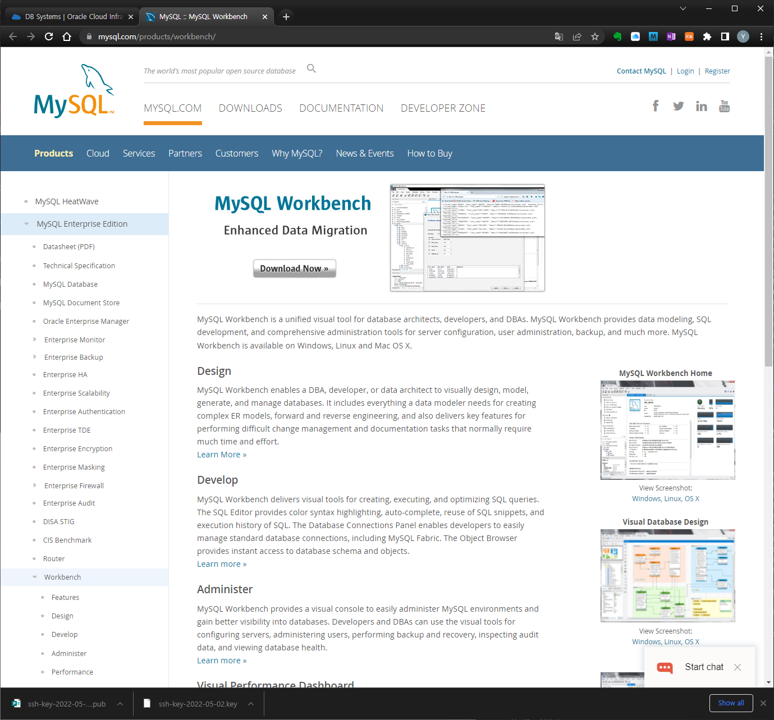 DB Systems | Oracle Cloud Infra
MySQL :: MySQL Workbench
mysql.com/products/workbench/
Y
MySQL
The world's most popular open source database
Contact MySQL | Login | Register
MYSQL.COM DOWNLOADS DOCUMENTATION DEVELOPER ZONE
Products Cloud Services Partners Customers Why MySQL? News & Events How to Buy
MySQL HeatWave
MySQL Enterprise Edition
Datasheet (PDF)
Technical Specification
MySQL Database
MySQL Document Store
Oracle Enterprise Manager
Enterprise Monitor
Enterprise Backup
Enterprise HA
Enterprise Scalability
Enterprise Authentication
Enterprise TDE
Enterprise Encryption
Enterprise Masking
Enterprise Firewall
Enterprise Audit
DISA STIG
CIS Benchmark
Router
Workbench
Features
Design
Develop
Administer
Performance
MySQL Workbench
Enhanced Data Migration
Download Now »
MySQL Workbench is a unified visual tool for database architects, developers, and DBAs. MySQL Workbench provides data modeling, SQL
development, and comprehensive administration tools for server configuration, user administration, backup, and much more. MySQL
Workbench is available on Windows, Linux and Mac OS X.
Design
MySQL Workbench enables a DBA, developer, or data architect to visually design, model,
generate, and manage databases. It includes everything a data modeler needs for creating
complex ER models, forward and reverse engineering, and also delivers key features for
performing difficult change management and documentation tasks that normally require
much time and effort.
Learn More »
Develop
MySQL Workbench delivers visual tools for creating, executing, and optimizing SQL queries.
The SQL Editor provides color syntax highlighting, auto-complete, reuse of SQL snippets, and
execution history of SQL. The Database Connections Panel enables developers to easily
manage standard database connections, including MySQL Fabric. The Object Browser
provides instant access to database schema and objects.
Learn more »
Administer
MySQL Workbench provides a visual console to easily administer MySQL environments and
gain better visibility into databases. Developers and DBAs can use the visual tools for
configuring servers, administering users, performing backup and recovery, inspecting audit
data, and viewing database health.
Learn more »
Visual Performance Dashboard
MySQL Workbench Home
View Screenshot:
Windows, Linux, OS X
Visual Database Design
View Screenshot:
Windows, Linux, OS X
Start chat
ssh-key-2022-05-....pub
ssh-key-2022-05-02.key
Show all